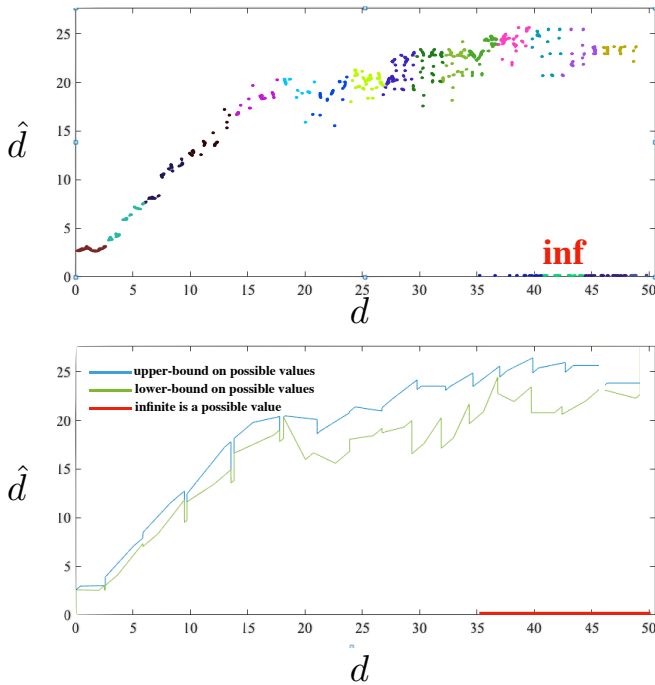 25
20
15
10
5
0
d̂
inf
0 5 10 15 20 25 30 35 40 45 50
d
upper-bound on possible values
lower-bound on possible values
infinite is a possible value
25
20
15
10
5
0
d̂
0 5 10 15 20 25 30 35 40 45 50
d